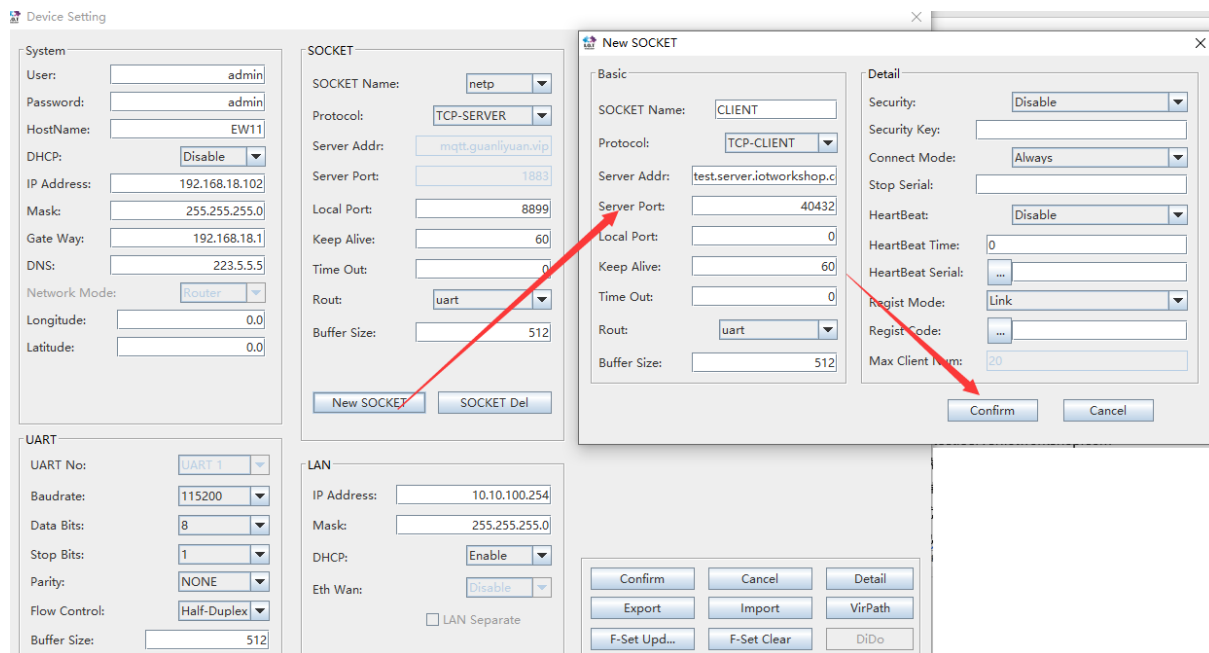 Device Setting
System
User: admin
Password: admin
HostName: EW11
DHCP: Disable
IP Address: 192.168.18.102
Mask: 255.255.255.0
Gate Way: 192.168.18.1
DNS: 223.5.5.5
Network Mode: Router
Longitude: 0.0
Latitude: 0.0
SOCKET
SOCKET Name: netp
Protocol: TCP-SERVER
Server Addr: mqtt.guanliyuan.vip
Server Port: 1883
Local Port: 8899
Keep Alive: 60
Time Out: 0
Rout: uart
Buffer Size: 512
New SOCKET SOCKET Del
New SOCKET
Basic
SOCKET Name: CLIENT
Protocol: TCP-CLIENT
Server Addr: test.server.iotworkshop.c
Server Port: 40432
Local Port: 0
Keep Alive: 60
Time Out: 0
Rout: uart
Buffer Size: 512
Detail
Security: Disable
Security Key:
Connect Mode: Always
Stop Serial:
HeartBeat: Disable
HeartBeat Time: 0
HeartBeat Serial: ...
Regist Mode: Link
Regist Code: ...
Max Client Num: 20
Confirm Cancel
UART
UART No: UART 1
Baudrate: 115200
Data Bits: 8
Stop Bits: 1
Parity: NONE
Flow Control: Half-Duplex
Buffer Size: 512
LAN
IP Address: 10.10.100.254
Mask: 255.255.255.0
DHCP: Enable
Eth Wan: Disable
LAN Separate
Confirm Cancel Detail
Export Import VirPath
F-Set Upd... F-Set Clear DiDo